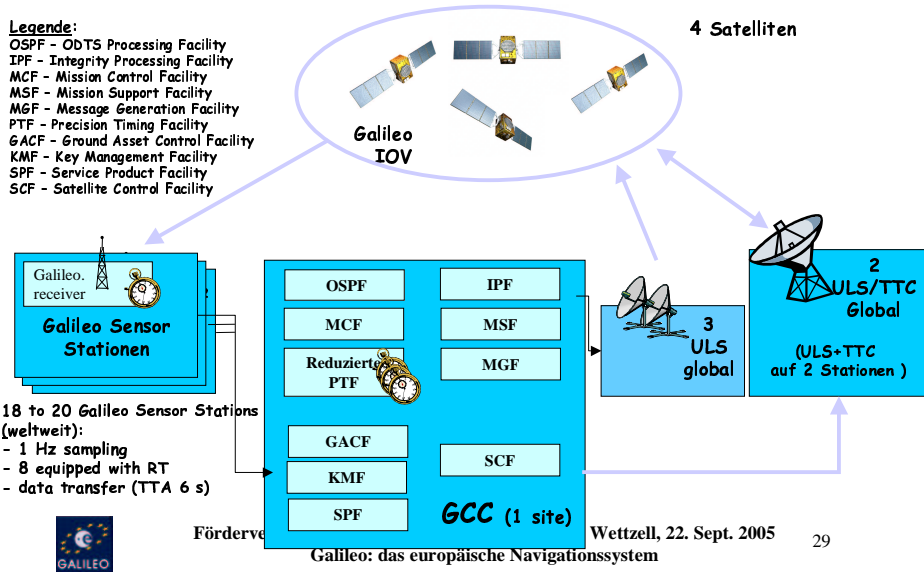 Legende:
OSPF - ODTS Processing Facility
IPF - Integrity Processing Facility
MCF - Mission Control Facility
MSF - Mission Support Facility
MGF - Message Generation Facility
PTF - Precision Timing Facility
GACF - Ground Asset Control Facility
KMF - Key Management Facility
SPF - Service Product Facility
SCF - Satellite Control Facility
4 Satelliten
Galileo
IOV
Galileo.
receiver
Galileo Sensor
Stationen
18 to 20 Galileo Sensor Stations
(weltweit):
- 1 Hz sampling
- 8 equipped with RT
- data transfer (TTA 6 s)
OSPF
MCF
Reduzierte
PTF
GACF
KMF
SPF
IPF
MSF
MGF
SCF
GCC (1 site)
3
ULS
global
2
ULS/TTC
Global
(ULS+TTC
auf 2 Stationen )
Wettzell, 22. Sept. 2005
Galileo: das europäische Navigationssystem
29
GALILEO